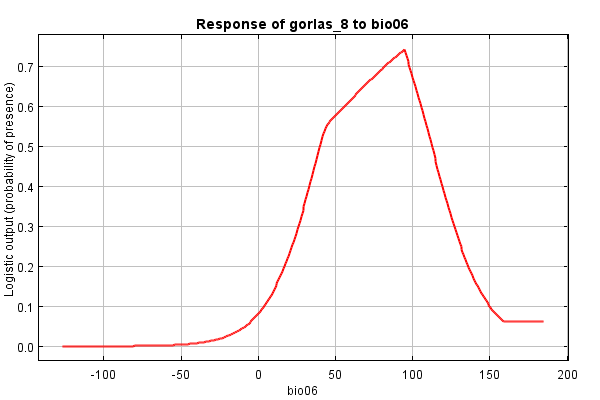 Response of gorlas_8 to bio06
Logistic output (probability of presence)
0.7
0.6
0.5
0.4
0.3
0.2
0.1
0.0
-100 -50 0 50 100 150 200
bio06